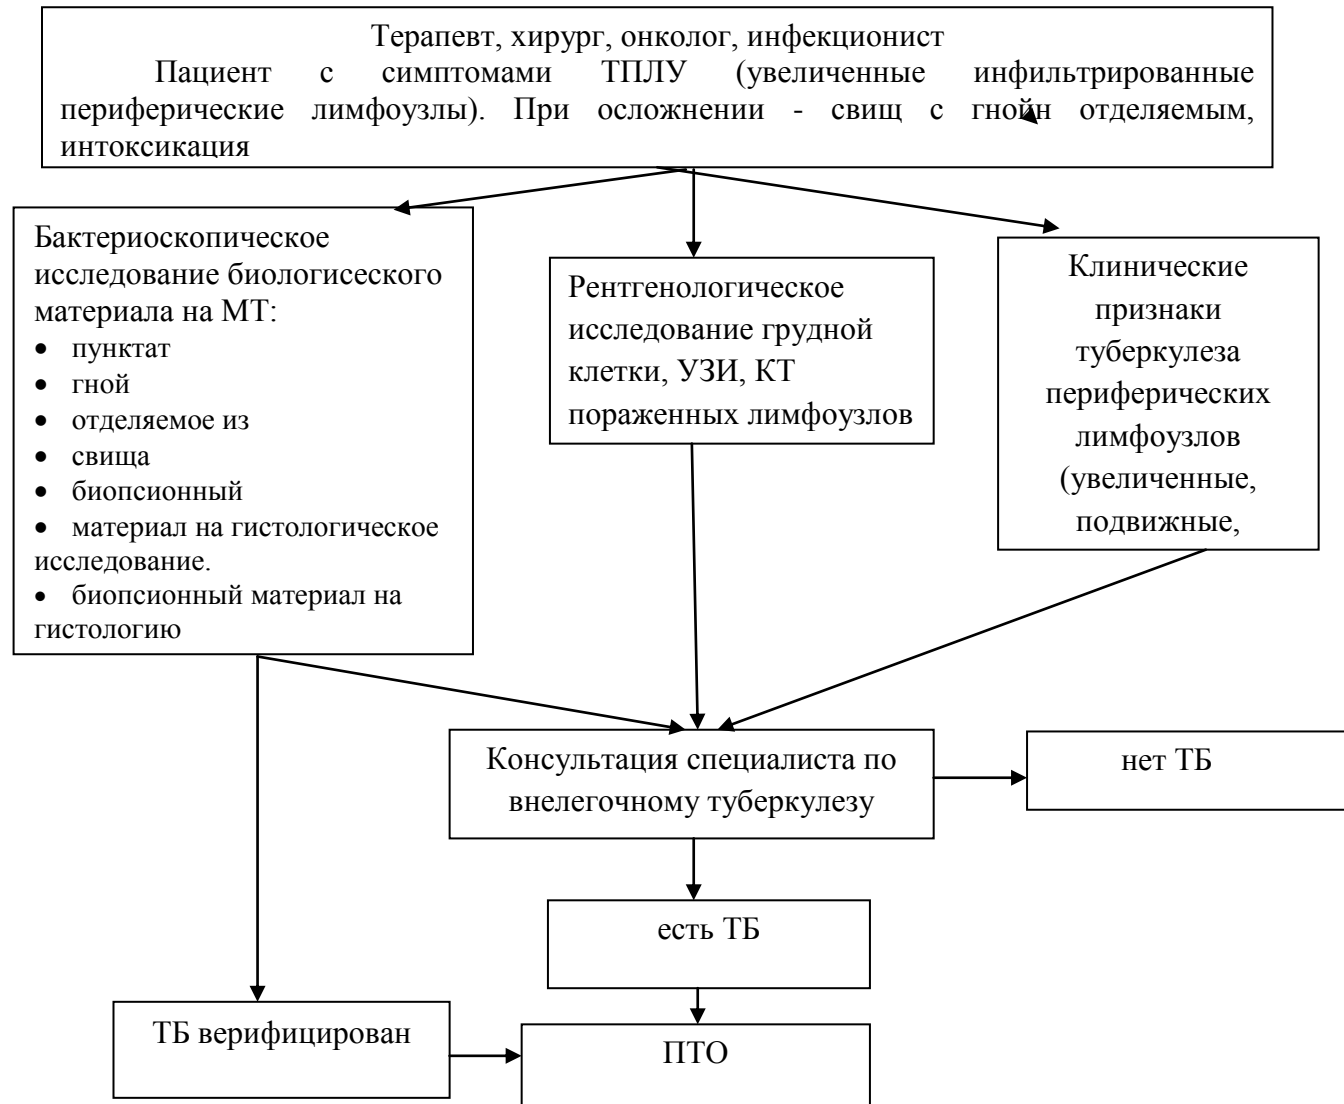 Терапевт, хирург, онколог, инфекционист
Пациент с симптомами ТПЛУ (увеличенные инфильтрированные
периферические лимфоузлы). При осложнении - свищ с гнойн отделяемым,
интоксикация
Бактериоскопическое
исследование биологисеского
материала на МТ:
• пунктат
• гной
• отделяемое из
• свища
• биопсионный
• материал на гистологическое
исследование.
• биопсионный материал на
гистологию
Рентгенологическое
исследование грудной
клетки, УЗИ, КТ
пораженных лимфоузлов
Клинические
признаки
туберкулеза
периферических
лимфоузлов
(увеличенные,
подвижные,
Консультация специалиста по
внелегочному туберкулезу
нет ТБ
есть ТБ
ТБ верифицирован
ПТО